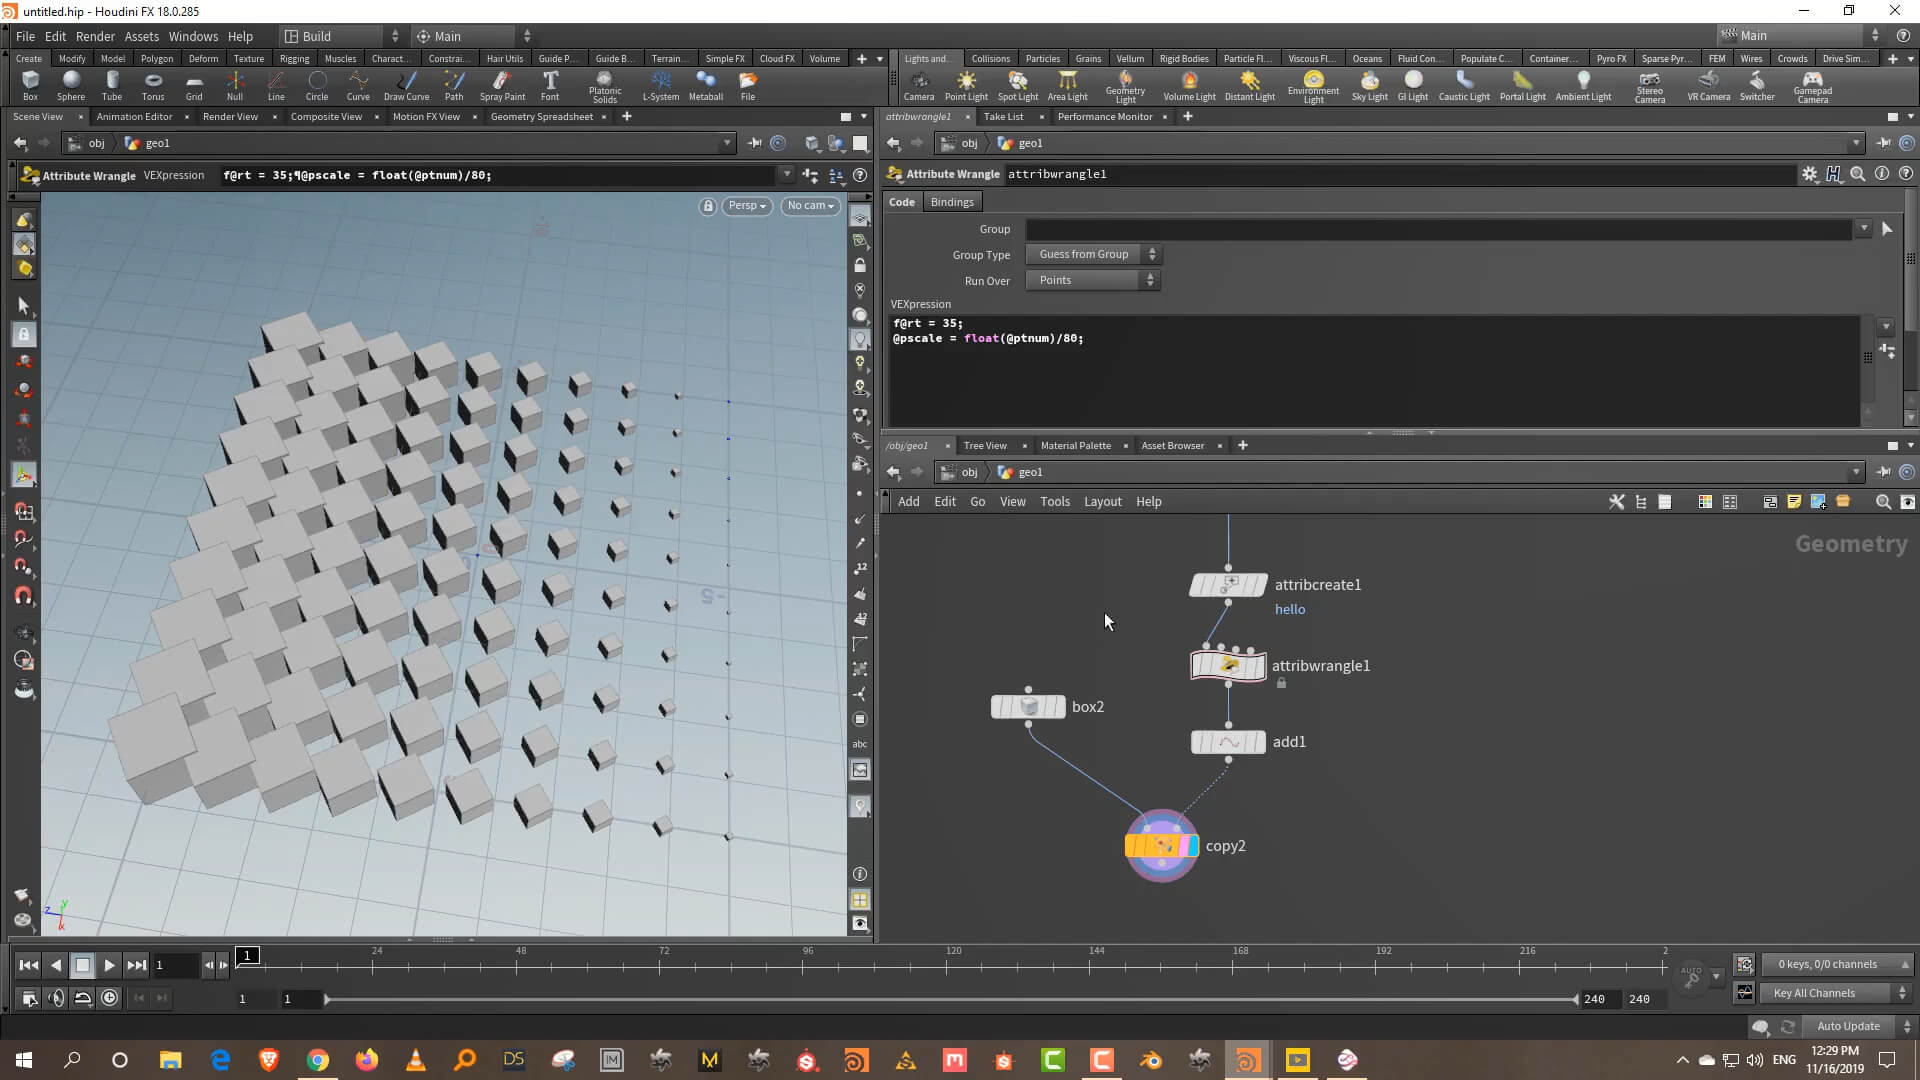 untitled.hip - Houdini FX 18.0.285
File Edit Render Assets Windows Help Build Main Main
Create Modify Model Polygon Deform Texture Rigging Muscles Charact... Constrai... Hair Utils Guide P... Guide B... Terrain... Simple FX Cloud FX Volume
Lights and... Collisions Particles Grains Vellum Rigid Bodies Particle Fl... Viscous Fl... Oceans Fluid Con... Populate C... Container... Pyro FX Sparse Pyr... FEM Wires Crowds Drive Sim...
Box Sphere Tube Torus Grid Null Line Circle Curve Draw Curve Path Spray Paint Font Platonic Solids L-System Metaball File
Camera Point Light Spot Light Area Light Geometry Light Volume Light Distant Light Environment Light Sky Light GI Light Caustic Light Portal Light Ambient Light Stereo Camera VR Camera Switcher Gamepad Camera
Scene View Animation Editor Render View Composite View Motion FX View Geometry Spreadsheet
attribwrangle1 Take List Performance Monitor
obj geo1
obj geo1
Attribute Wrangle VEXpression f@rt = 35;¶@pscale = float(@ptnum)/80;
Attribute Wrangle attribwrangle1
Persp No cam
Code Bindings
Group
Group Type Guess from Group
Run Over Points
VEXpression
f@rt = 35;
@pscale = float(@ptnum)/80;
/obj/geo1 Tree View Material Palette Asset Browser
obj geo1
Add Edit Go View Tools Layout Help
Geometry
attribcreate1
hello
attribwrangle1
box2
add1
copy2
12
12
abc
-5
z y x
1 24 48 72 96 120 144 168 192 216 2
1
1 1 240 240
AUTO
0 keys, 0/0 channels
Key All Channels
Auto Update
DS
ENG
12:29 PM
11/16/2019